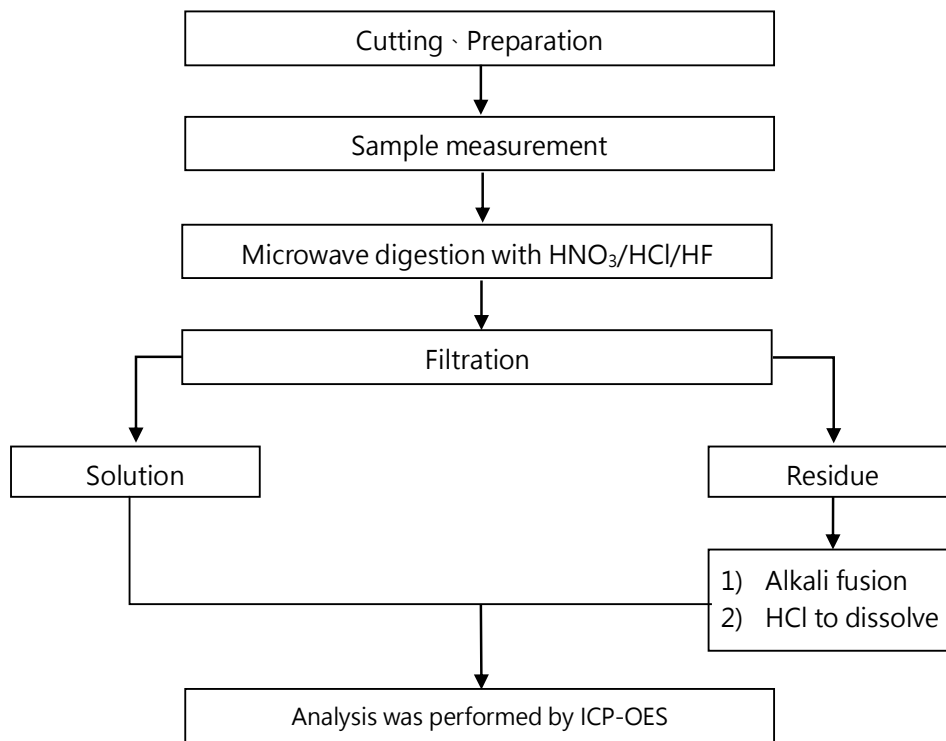 Cutting、Preparation
Sample measurement
Microwave digestion with HNO₃/HCl/HF
Filtration
Solution
Residue
1) Alkali fusion
2) HCl to dissolve
Analysis was performed by ICP-OES